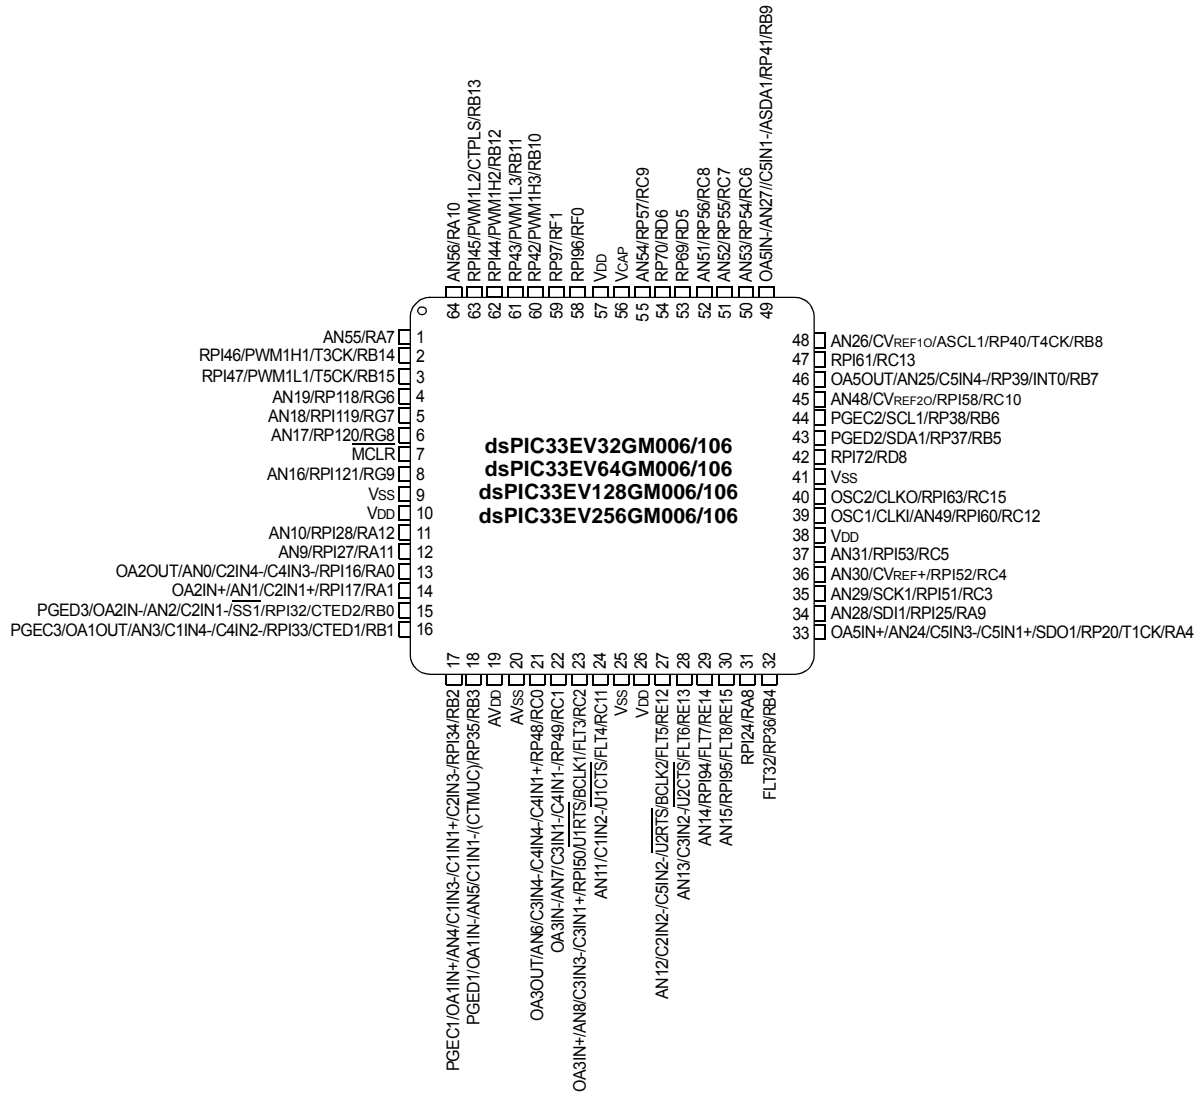 OA5IN-/AN27//C5IN1-/ASDA1/RP41/RB9
AN53/RP54/RC6
AN52/RP55/RC7
AN51/RP56/RC8
RP69/RD5
RP70/RD6
AN54/RP57/RC9
VCAP
VDD
RPI96/RF0
RP97/RF1
RP42/PWM1H3/RB10
RP43/PWM1L3/RB11
RPI44/PWM1H2/RB12
RPI45/PWM1L2/CTPLS/RB13
AN56/RA10
64 63 62 61 60 59 58 57 56 55 54 53 52 51 50 49
AN55/RA7 1
RPI46/PWM1H1/T3CK/RB14 2
RPI47/PWM1L1/T5CK/RB15 3
AN19/RP118/RG6 4
AN18/RPI119/RG7 5
AN17/RP120/RG8 6
MCLR 7
AN16/RPI121/RG9 8
VSS 9
VDD 10
AN10/RPI28/RA12 11
AN9/RPI27/RA11 12
OA2OUT/AN0/C2IN4-/C4IN3-/RPI16/RA0 13
OA2IN+/AN1/C2IN1+/RPI17/RA1 14
PGED3/OA2IN-/AN2/C2IN1-/SS1/RPI32/CTED2/RB0 15
PGEC3/OA1OUT/AN3/C1IN4-/C4IN2-/RPI33/CTED1/RB1 16
dsPIC33EV32GM006/106
dsPIC33EV64GM006/106
dsPIC33EV128GM006/106
dsPIC33EV256GM006/106
48 AN26/CVREF1O/ASCL1/RP40/T4CK/RB8
47 RPI61/RC13
46 OA5OUT/AN25/C5IN4-/RP39/INT0/RB7
45 AN48/CVREF2O/RPI58/RC10
44 PGEC2/SCL1/RP38/RB6
43 PGED2/SDA1/RP37/RB5
42 RPI72/RD8
41 VSS
40 OSC2/CLKO/RPI63/RC15
39 OSC1/CLKI/AN49/RPI60/RC12
38 VDD
37 AN31/RPI53/RC5
36 AN30/CVREF+/RPI52/RC4
35 AN29/SCK1/RPI51/RC3
34 AN28/SDI1/RPI25/RA9
33 OA5IN+/AN24/C5IN3-/C5IN1+/SDO1/RP20/T1CK/RA4
17 18 19 20 21 22 23 24 25 26 27 28 29 30 31 32
PGEC1/OA1IN+/AN4/C1IN3-/C1IN1+/C2IN3-/RPI34/RB2
PGED1/OA1IN-/AN5/C1IN1-/(CTMUC)/RP35/RB3
AVDD
AVSS
OA3OUT/AN6/C3IN4-/C4IN4-/C4IN1+/RP48/RC0
OA3IN-/AN7/C3IN1-/C4IN1-/RP49/RC1
OA3IN+/AN8/C3IN3-/C3IN1+/RPI50/U1RTS/BCLK1/FLT3/RC2
AN11/C1IN2-/U1CTS/FLT4/RC11
VSS
VDD
AN12/C2IN2-/C5IN2-/U2RTS/BCLK2/FLT5/RE12
AN13/C3IN2-/U2CTS/FLT6/RE13
AN14/RPI94/FLT7/RE14
AN15/RPI95/FLT8/RE15
RPI24/RA8
FLT32/RP36/RB4